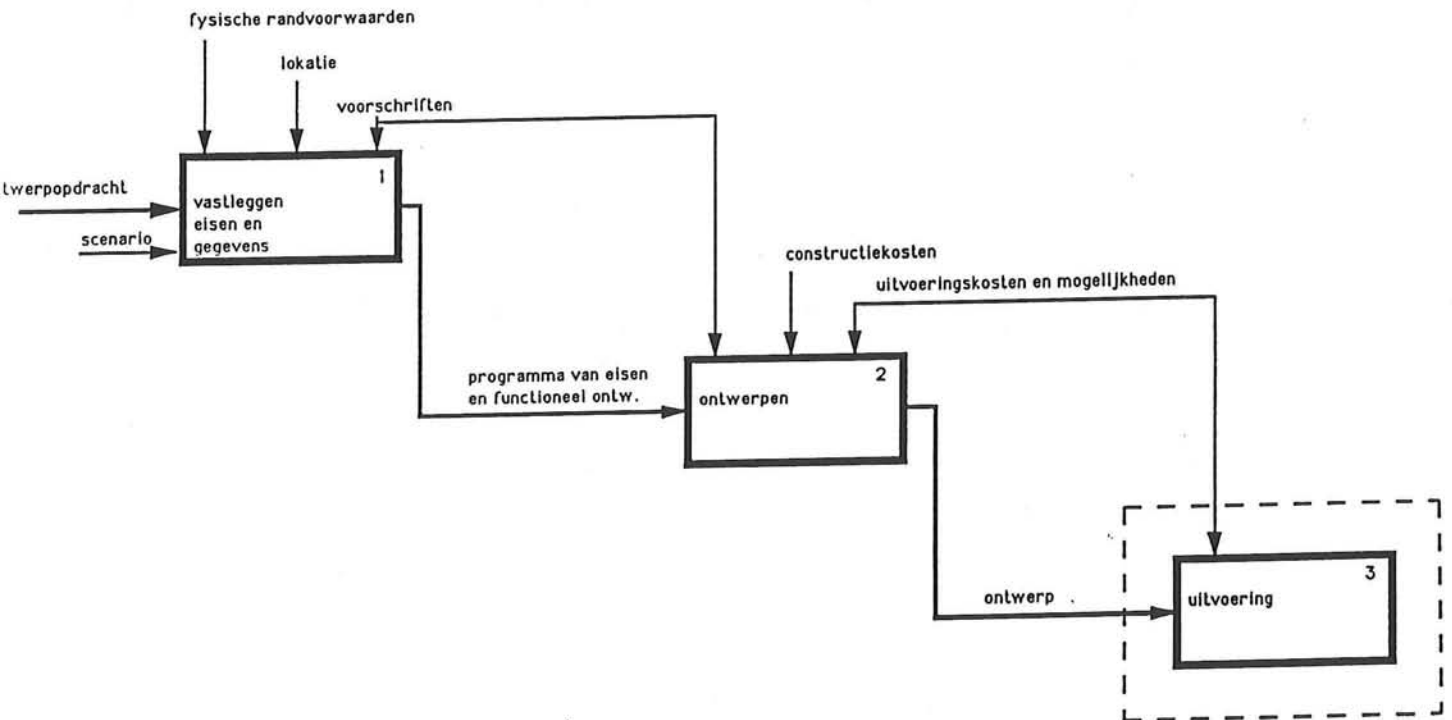 fysische randvoorwaarden
lokatie
voorschriften
1
twerpopdracht
vastleggen
eisen en
gegevens
scenario
constructiekosten
uitvoeringskosten en mogelijkheden
programma van eisen
en functioneel ontw.
2
ontwerpen
3
ontwerp
uitvoering